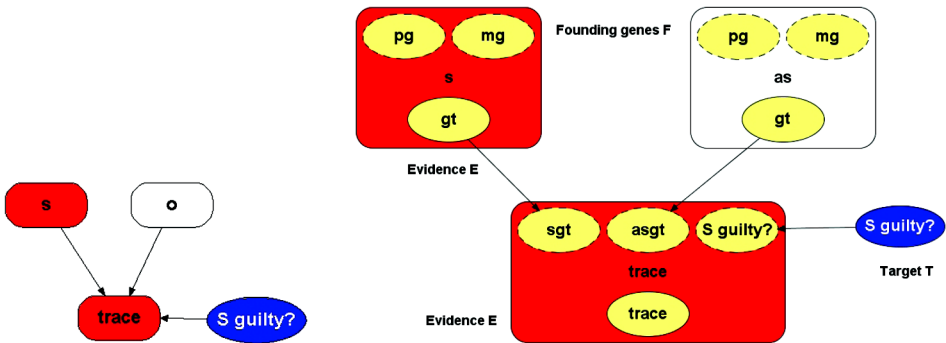 s
o
trace
S guilty?
pg
mg
s
gt
Founding genes F
pg
mg
as
gt
Evidence E
sgt
asgt
S guilty?
trace
trace
S guilty?
Target T
Evidence E